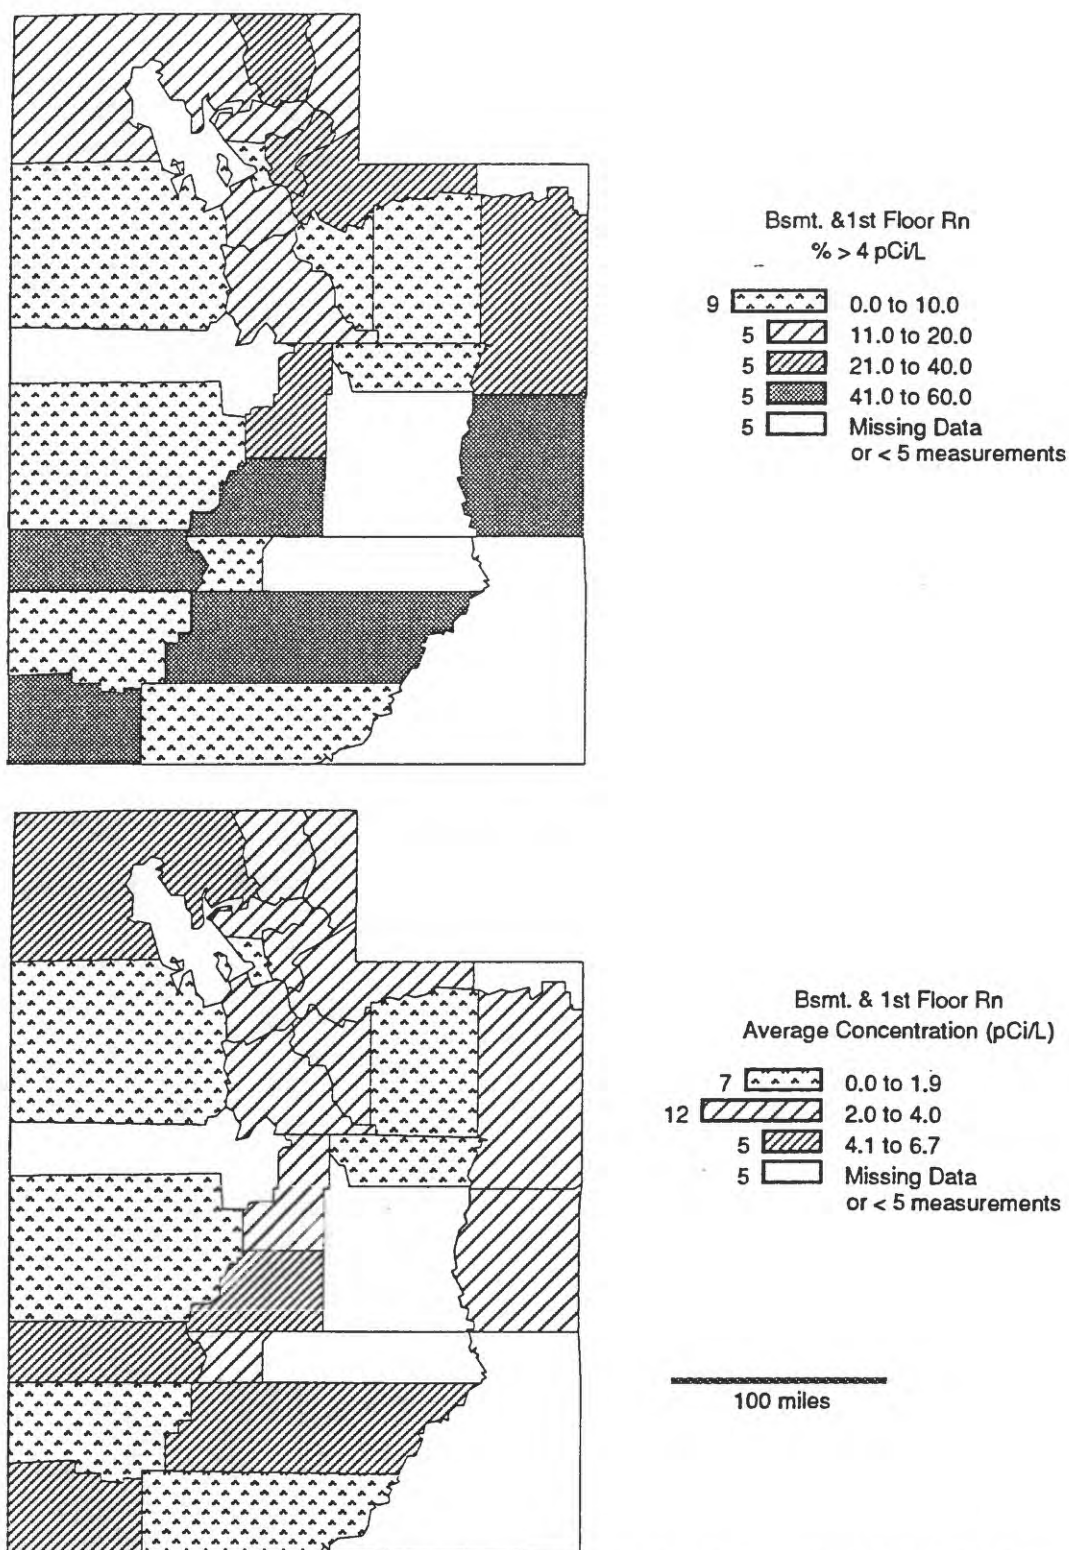 Bsmt. &1st Floor Rn
% > 4 pCi/L
9 0.0 to 10.0
5 11.0 to 20.0
5 21.0 to 40.0
5 41.0 to 60.0
5 Missing Data
or < 5 measurements
Bsmt. & 1st Floor Rn
Average Concentration (pCi/L)
7 0.0 to 1.9
12 2.0 to 4.0
5 4.1 to 6.7
5 Missing Data
or < 5 measurements
100 miles